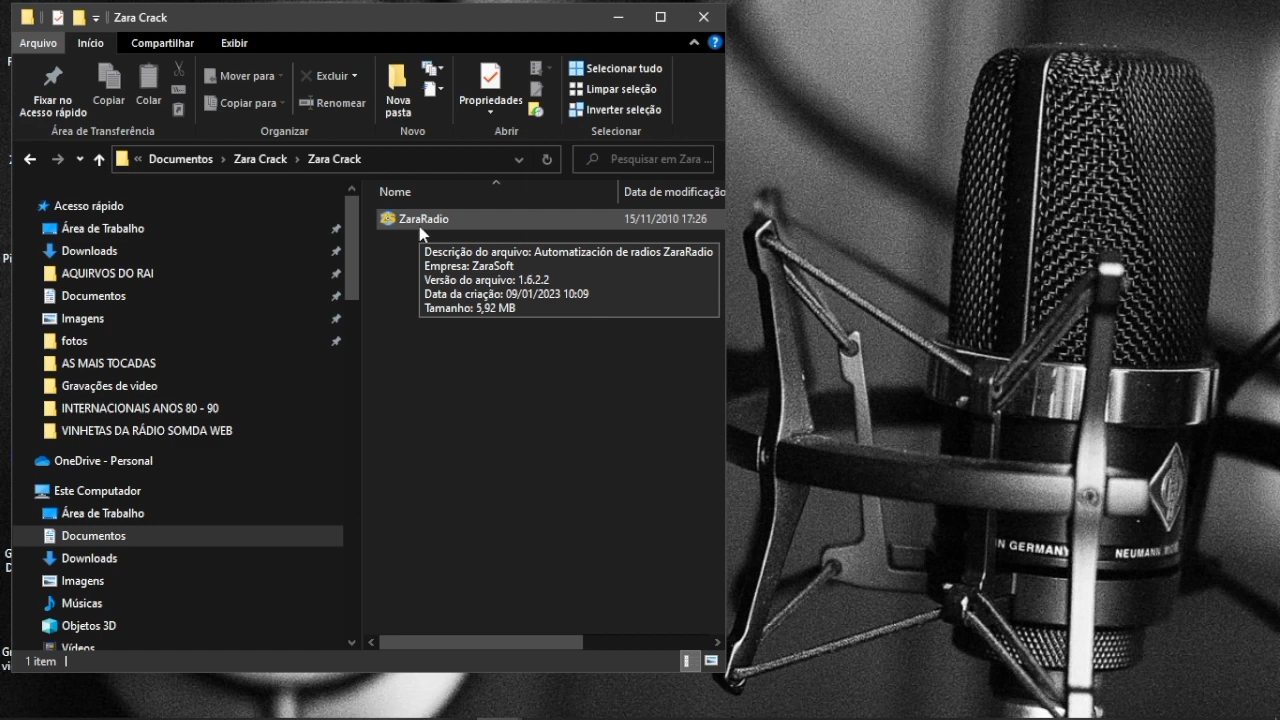 Zara Crack
Arquivo Início Compartilhar Exibir
Fixar no
Acesso rápido
Copiar
Colar
Área de Transferência
Mover para
Copiar para
Excluir
Renomear
Organizar
Nova
pasta
Novo
Propriedades
Abrir
Selecionar tudo
Limpar seleção
Inverter seleção
Selecionar
« Documentos › Zara Crack › Zara Crack
Pesquisar em Zara ...
Acesso rápido
Área de Trabalho
Downloads
AQUIRVOS DO RAI
Documentos
Imagens
fotos
AS MAIS TOCADAS
Gravações de video
INTERNACIONAIS ANOS 80 - 90
VINHETAS DA RÁDIO SOMDA WEB
OneDrive - Personal
Este Computador
Área de Trabalho
Documentos
Downloads
Imagens
Músicas
Objetos 3D
Vídeos
Nome Data de modificação
ZaraRadio 15/11/2010 17:26
Descrição do arquivo: Automatización de radios ZaraRadio
Empresa: ZaraSoft
Versão do arquivo: 1.6.2.2
Data da criação: 09/01/2023 10:09
Tamanho: 5,92 MB
1 item
IN GERMANY
NEUMANN